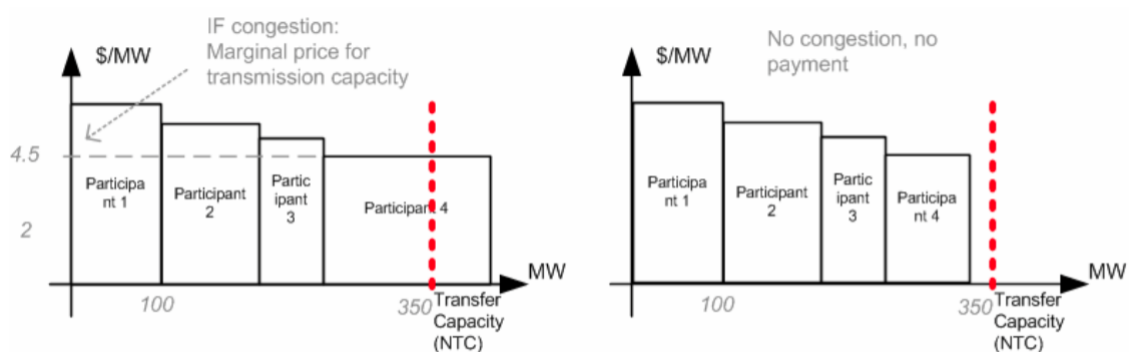 IF congestion:
Marginal price for
transmission capacity
$/MW
4.5
2
Participa
nt 1
Participant
2
Partic
ipant
3
Participant 4
MW
100
350
Transfer
Capacity
(NTC)
No congestion, no
payment
$/MW
Participa
nt 1
Participant
2
Partic
ipant
3
Participa
nt 4
MW
100
350
Transfer
Capacity
(NTC)